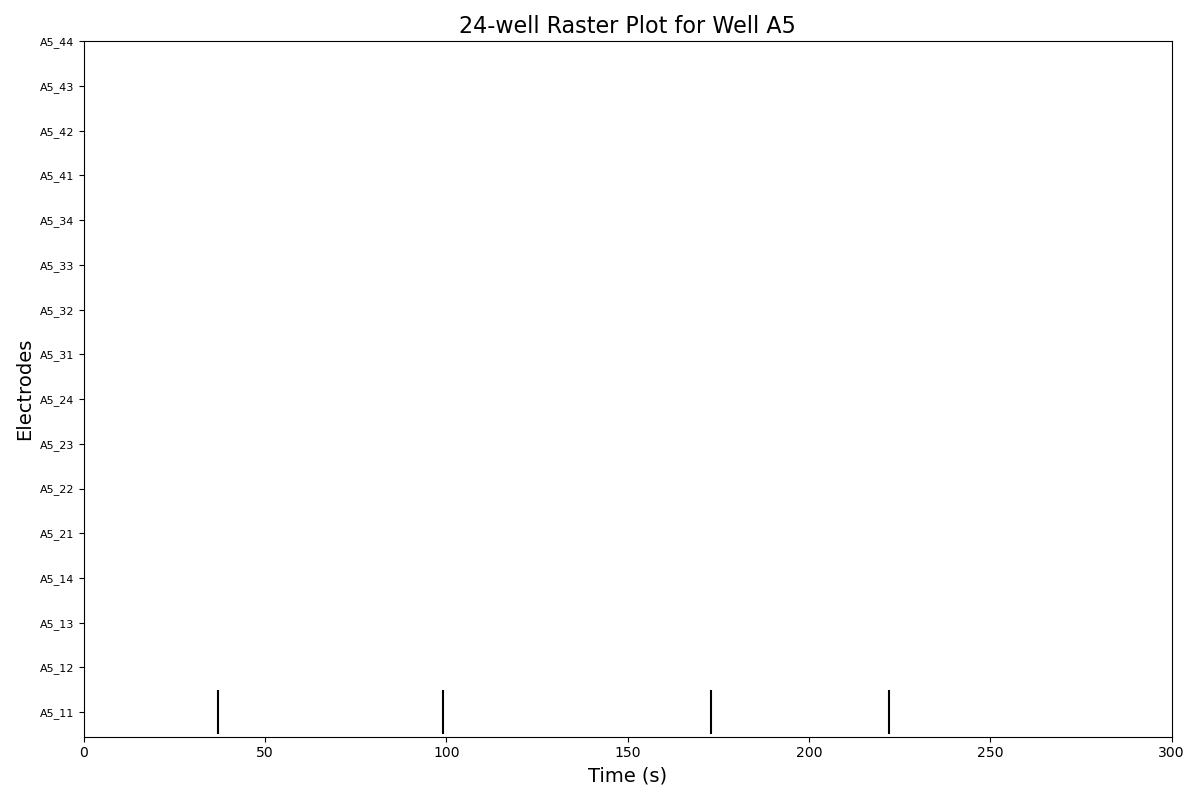 24-well Raster Plot for Well A5
A5_44
A5_43
A5_42
A5_41
A5_34
A5_33
A5_32
A5_31
A5_24
A5_23
A5_22
A5_21
A5_14
A5_13
A5_12
A5_11
Electrodes
0 50 100 150 200 250 300
Time (s)